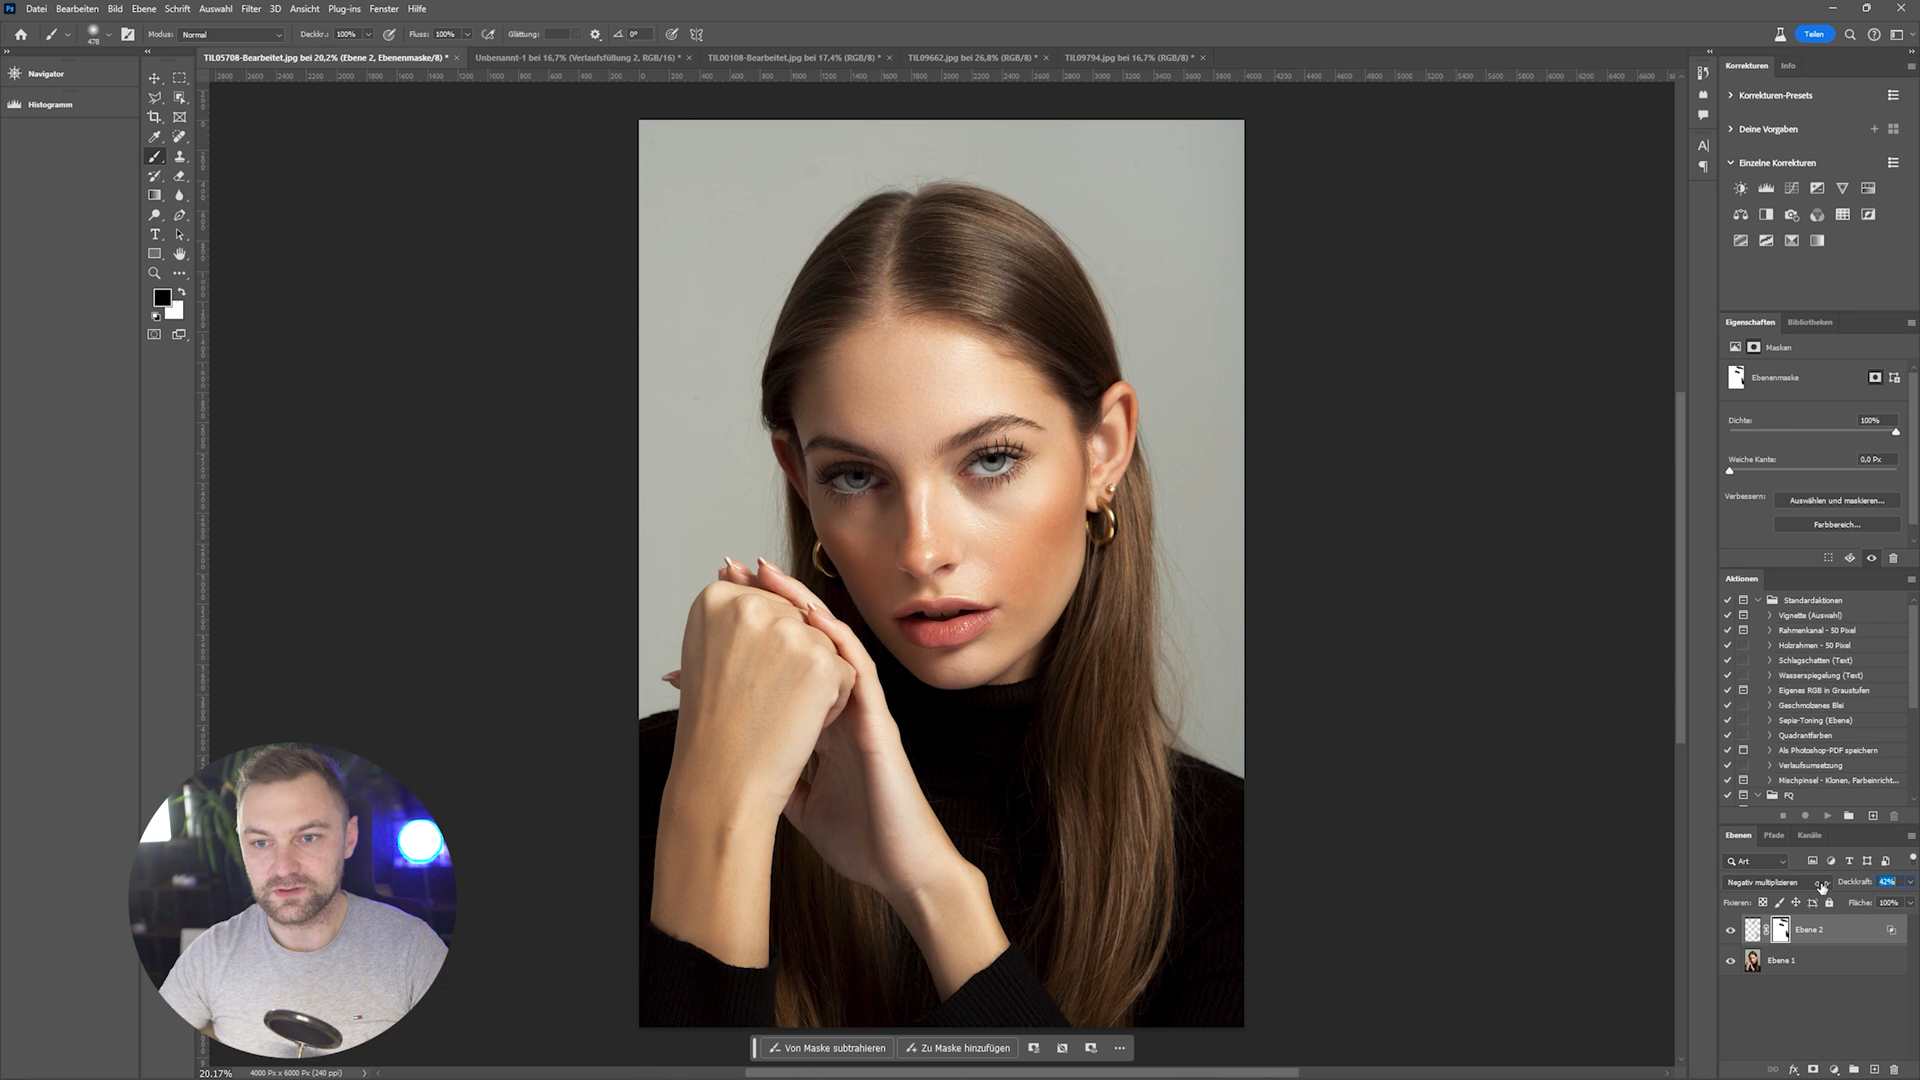 Ps Datei Bearbeiten Bild Ebene Schrift Auswahl Filter 3D Ansicht Plug-ins Fenster Hilfe
478 Modus: Normal Deckkr.: 100% Fluss: 100% Glättung: 0° Teilen
TIL05708-Bearbeitet.jpg bei 20,2% (Ebene 2, Ebenenmaske/8) * Unbenannt-1 bei 16,7% (Verlaufsfüllung 2, RGB/16) * TIL00108-Bearbeitet.jpg bei 17,4% (RGB/8) * TIL09662.jpg bei 26,8% (RGB/8) * TIL09794.jpg bei 16,7% (RGB/8) *
Navigator
Histogramm
Korrekturen Info
Korrekturen-Presets
Deine Vorgaben
Einzelne Korrekturen
Eigenschaften Bibliotheken
Masken
Ebenenmaske
Dichte: 100%
Weiche Kante: 0,0 Px
Verbessern: Auswählen und maskieren...
Farbbereich...
Aktionen
Standardaktionen
Vignette (Auswahl)
Rahmenkanal - 50 Pixel
Holzrahmen - 50 Pixel
Schlagschatten (Text)
Wasserspiegelung (Text)
Eigenes RGB in Graustufen
Geschmolzenes Blei
Sepia-Toning (Ebene)
Quadrantfarben
Als Photoshop-PDF speichern
Verlaufsumsetzung
Mischpinsel - Klonen, Farbeinricht...
FQ
Ebenen Pfade Kanäle
Art
Negativ multiplizieren Deckkraft: 42%
Fixieren: Fläche: 100%
Ebene 2
Ebene 1
Von Maske subtrahieren Zu Maske hinzufügen
20.17% 4000 Px x 6000 Px (240 ppi)